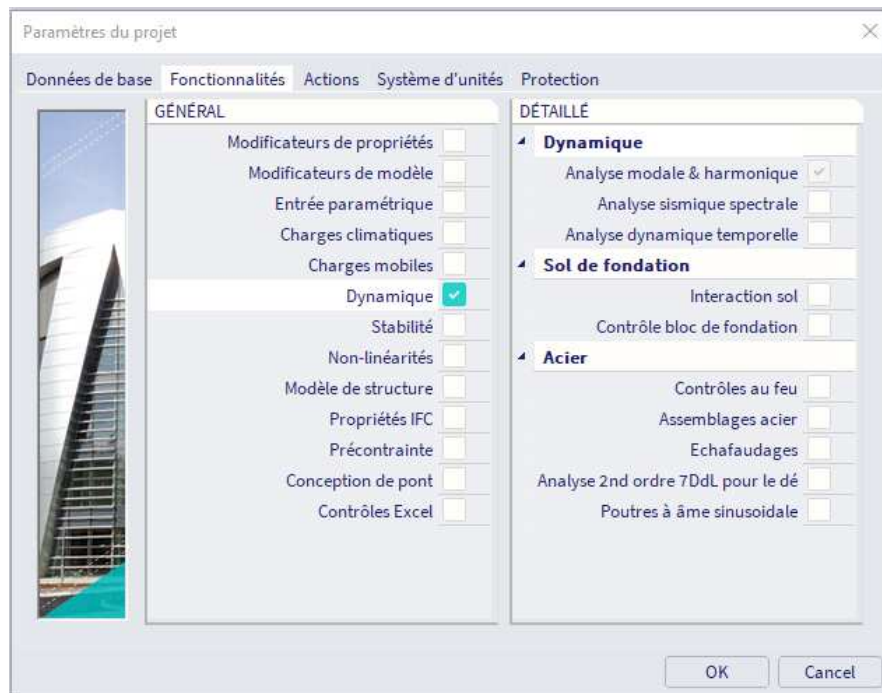 Paramètres du projet
Données de base Fonctionnalités Actions Système d'unités Protection
GÉNÉRAL
Modificateurs de propriétés
Modificateurs de modèle
Entrée paramétrique
Charges climatiques
Charges mobiles
Dynamique
Stabilité
Non-linéarités
Modèle de structure
Propriétés IFC
Précontrainte
Conception de pont
Contrôles Excel
DÉTAILLÉ
Dynamique
Analyse modale & harmonique
Analyse sismique spectrale
Analyse dynamique temporelle
Sol de fondation
Interaction sol
Contrôle bloc de fondation
Acier
Contrôles au feu
Assemblages acier
Echafaudages
Analyse 2nd ordre 7DdL pour le dé
Poutres à âme sinusoidale
OK Cancel